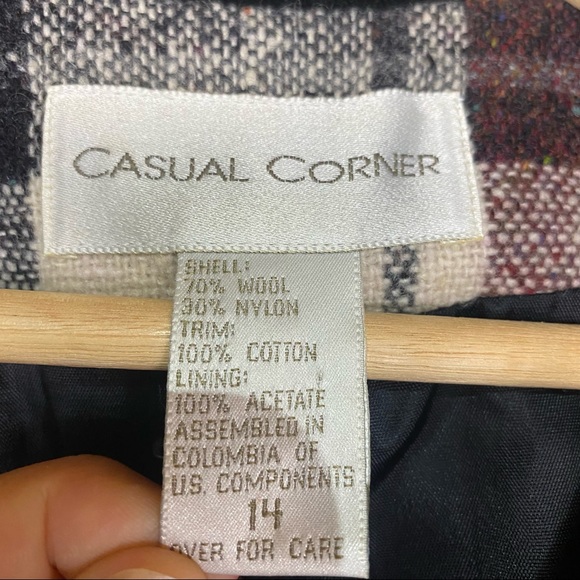 CASUAL CORNER
SHELL:
70% WOOL
30% NYLON
TRIM:
100% COTTON
LINING:
100% ACETATE
ASSEMBLED IN
COLOMBIA OF
U.S. COMPONENTS
14
OVER FOR CARE